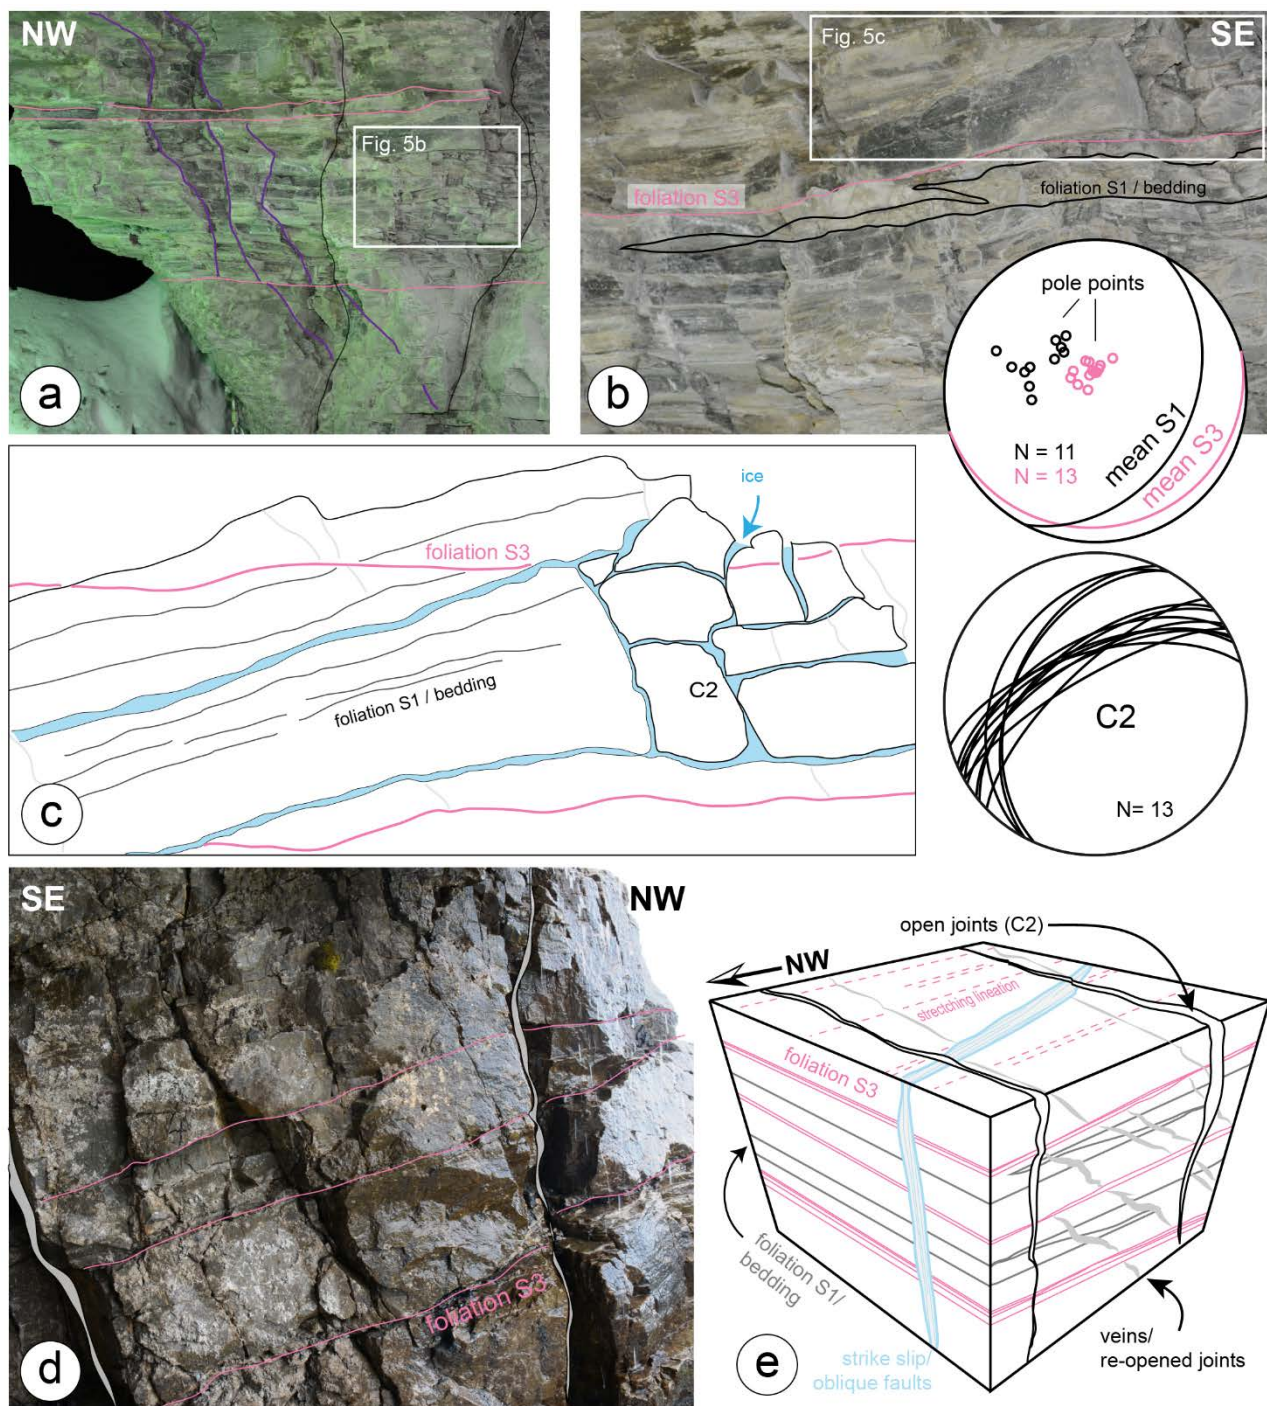 NW
Fig. 5b
a
Fig. 5c
SE
foliation S3
foliation S1 / bedding
b
pole points
N = 11
N = 13
mean S1
mean S3
ice
foliation S3
foliation S1 / bedding
C2
c
C2
N= 13
SE
NW
foliation S3
d
open joints (C2)
NW
strectching lineation
foliation S3
foliation S1/
bedding
strike slip/
oblique faults
veins/
re-opened joints
e